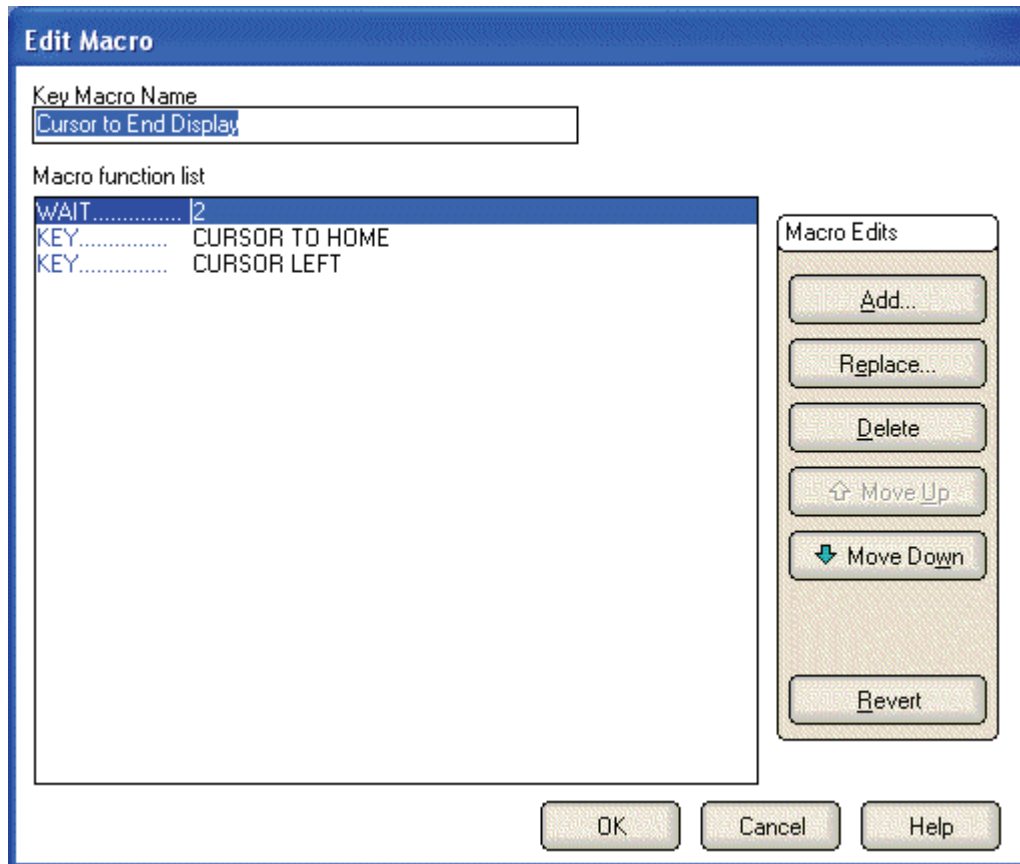 Edit Macro
Key Macro Name
Cursor to End Display
Macro function list
WAIT............... 2
KEY............... CURSOR TO HOME
KEY............... CURSOR LEFT
Macro Edits
Add...
Replace...
Delete
Move Up
Move Down
Revert
OK Cancel Help